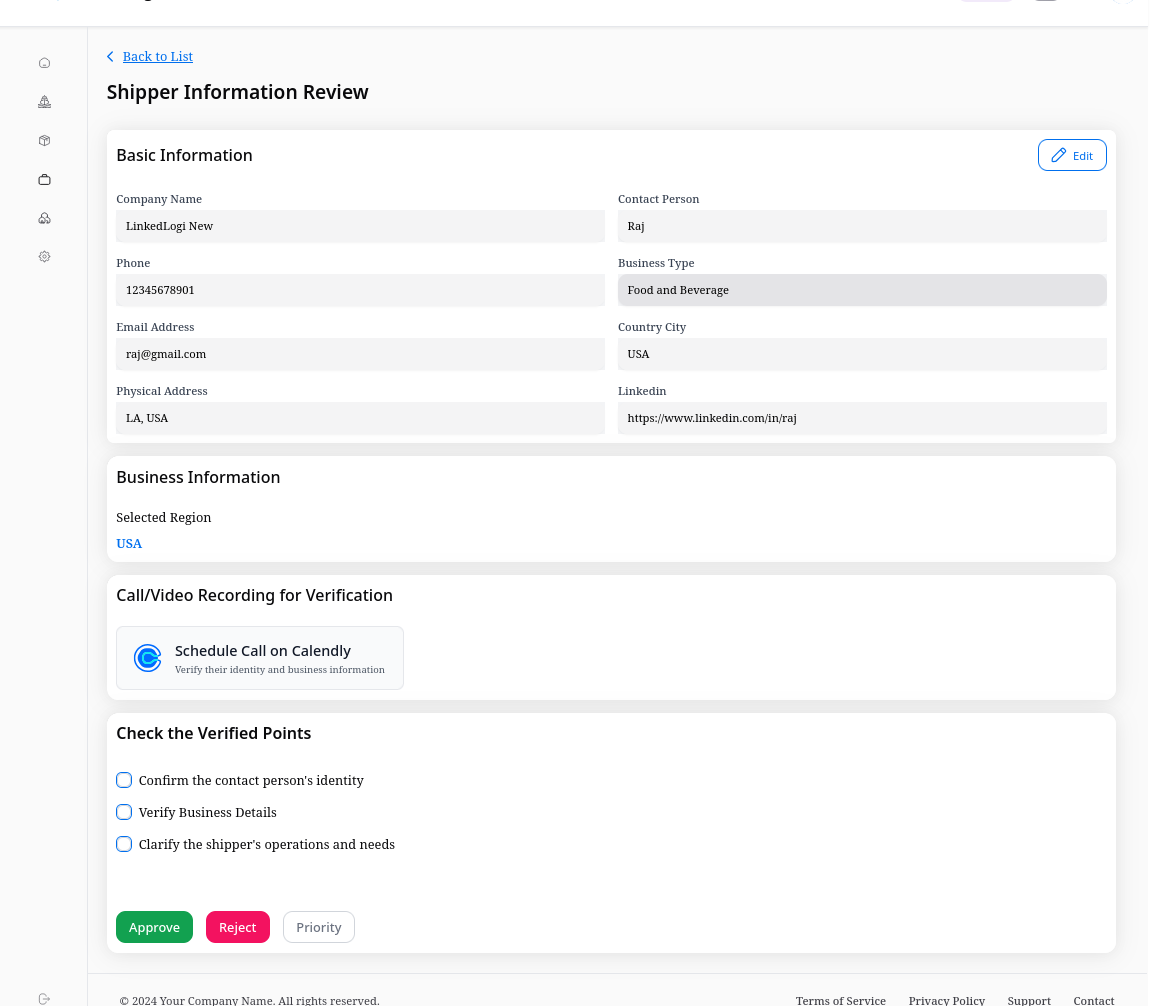 Back to List
Shipper Information Review
Basic Information
Edit
Company Name
Contact Person
LinkedLogi New
Raj
Phone
Business Type
12345678901
Food and Beverage
Email Address
Country City
raj@gmail.com
USA
Physical Address
Linkedin
LA, USA
https://www.linkedin.com/in/raj
Business Information
Selected Region
USA
Call/Video Recording for Verification
Schedule Call on Calendly
Verify their identity and business information
Check the Verified Points
Confirm the contact person's identity
Verify Business Details
Clarify the shipper's operations and needs
Approve Reject Priority
© 2024 Your Company Name. All rights reserved.
Terms of Service Privacy Policy Support Contact